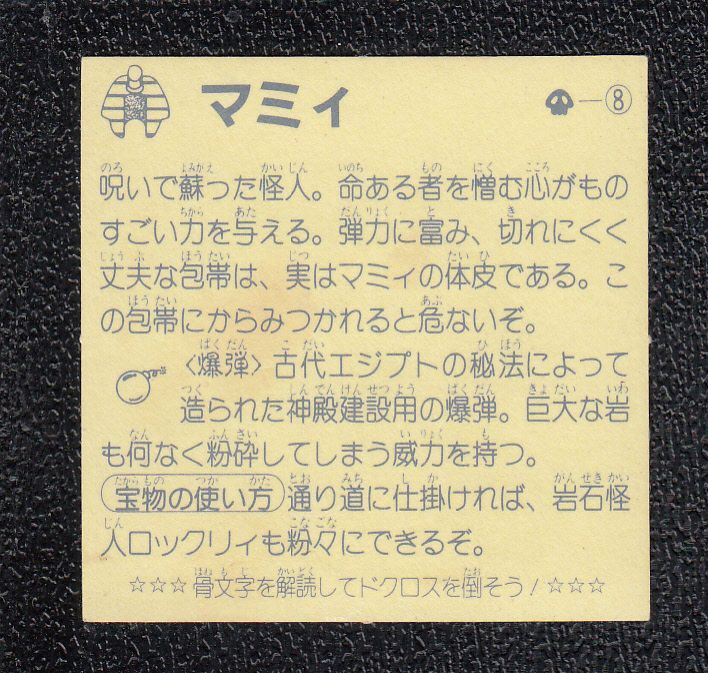 マミィ
⑧
呪いで蘇った怪人。命ある者を憎む心がもの
すごい力を与える。弾力に富み、切れにくく
丈夫な包帯は、実はマミィの体皮である。こ
の包帯にからみつかれると危ないぞ。
〈爆弾〉古代エジプトの秘法によって
造られた神殿建設用の爆弾。巨大な岩
も何なく粉砕してしまう威力を持つ。
宝物の使い方 通り道に仕掛ければ、岩石怪
人ロックリィも粉々にできるぞ。
☆☆☆骨文字を解読してドクロスを倒そう!☆☆☆